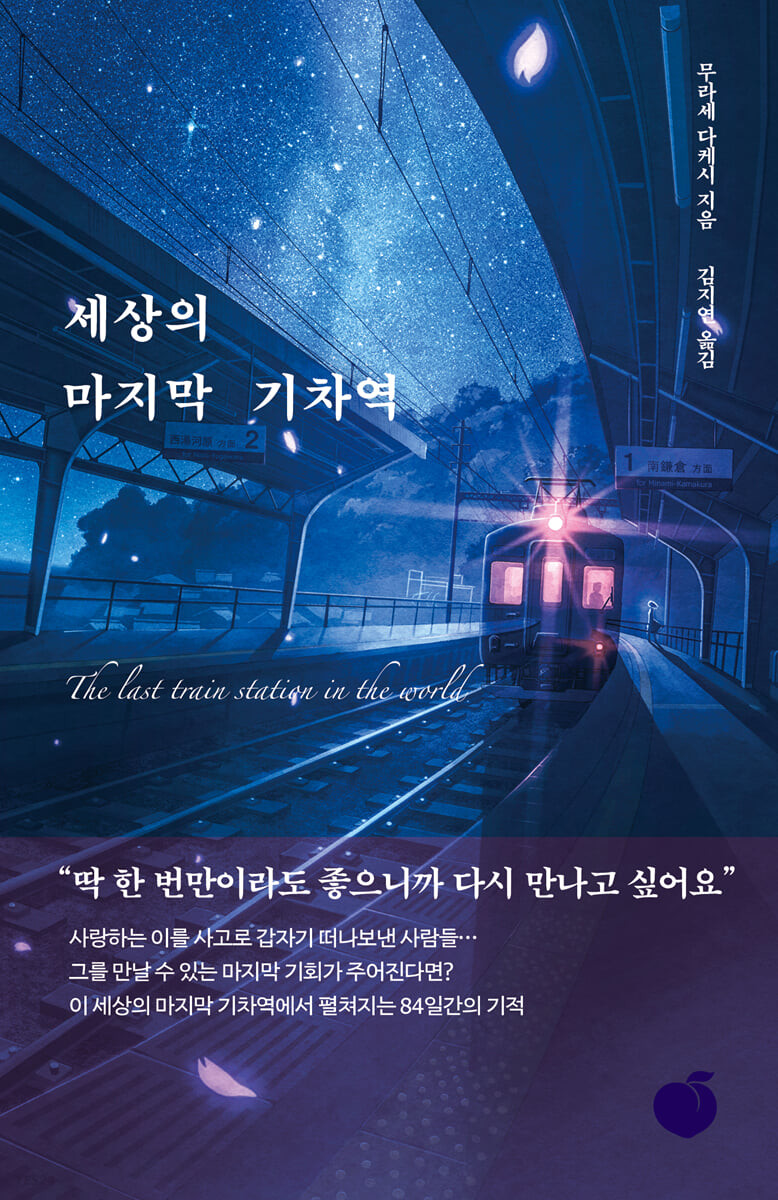 무라세 다케시 지음
김지연 옮김
세상의
마지막 기차역
西湯河原 方面 2
1 南鎌倉 方面
for Minami-Kamakura
The last train station in the world
“딱 한 번만이라도 좋으니까 다시 만나고 싶어요”
사랑하는 이를 사고로 갑자기 떠나보낸 사람들…
그를 만날 수 있는 마지막 기회가 주어진다면?
이 세상의 마지막 기차역에서 펼쳐지는 84일간의 기적